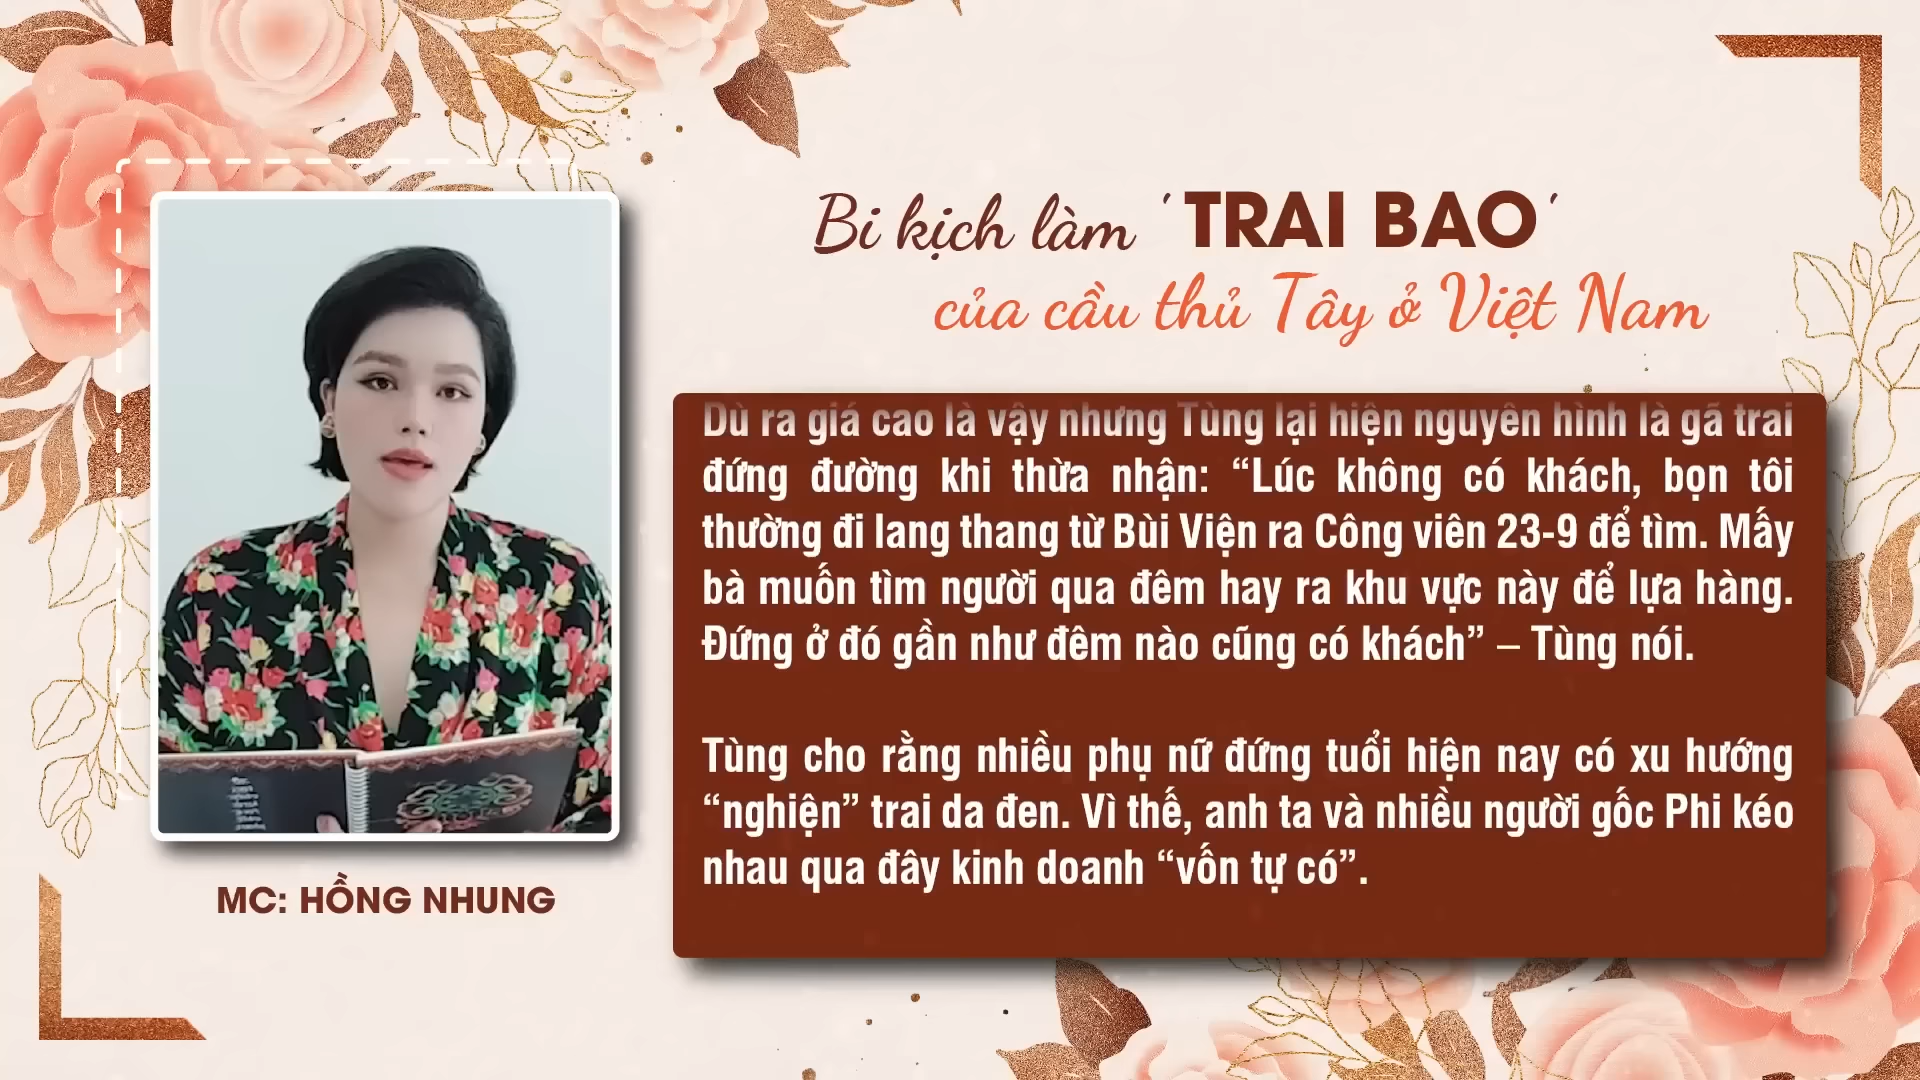 Bi kịch làm 'TRAI BAO'
của cầu thủ Tây ở Việt Nam
Dù ra giá cao là vậy nhưng Tùng lại hiện nguyên hình là gã trai
đứng đường khi thừa nhận: “Lúc không có khách, bọn tôi
thường đi lang thang từ Bùi Viện ra Công viên 23-9 để tìm. Mấy
bà muốn tìm người qua đêm hay ra khu vực này để lựa hàng.
Đứng ở đó gần như đêm nào cũng có khách” – Tùng nói.
Tùng cho rằng nhiều phụ nữ đứng tuổi hiện nay có xu hướng
“nghiện” trai da đen. Vì thế, anh ta và nhiều người gốc Phi kéo
nhau qua đây kinh doanh “vốn tự có”.
MC: HỒNG NHUNG